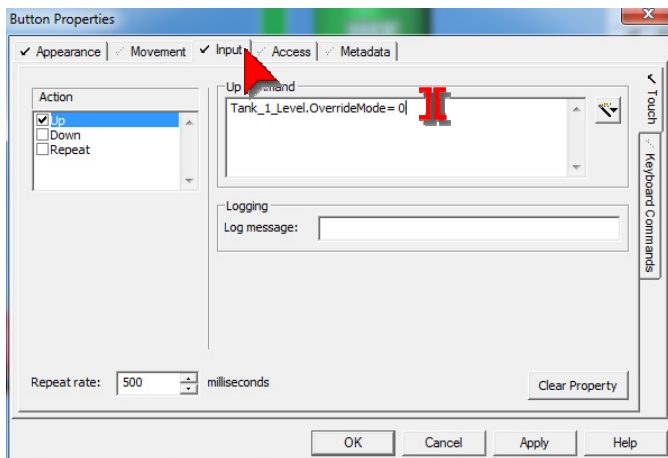 Button Properties
Appearance
Movement
Input
Access
Metadata
Action
Up
Down
Repeat
Tank_1_Level.OverrideMode= 0
Logging
Log message:
Touch
Keyboard Commands
Repeat rate:
500
milliseconds
Clear Property
OK
Cancel
Apply
Help